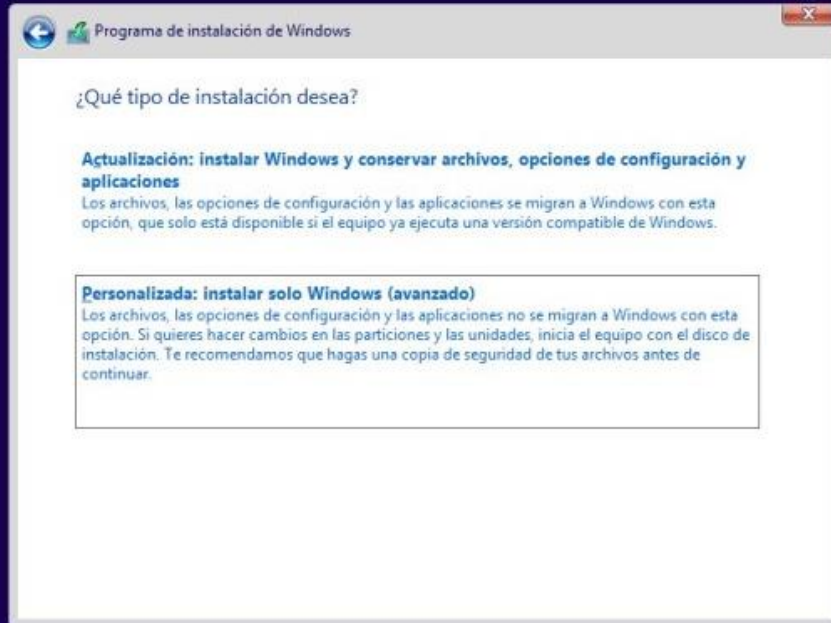 Programa de instalación de Windows
¿Qué tipo de instalación desea?
Actualización: instalar Windows y conservar archivos, opciones de configuración y
aplicaciones
Los archivos, las opciones de configuración y las aplicaciones se migran a Windows con esta
opción, que solo está disponible si el equipo ya ejecuta una versión compatible de Windows.
Personalizada: instalar solo Windows (avanzado)
Los archivos, las opciones de configuración y las aplicaciones no se migran a Windows con esta
opción. Si quieres hacer cambios en las particiones y las unidades, inicia el equipo con el disco de
instalación. Te recomendamos que hagas una copia de seguridad de tus archivos antes de
continuar.